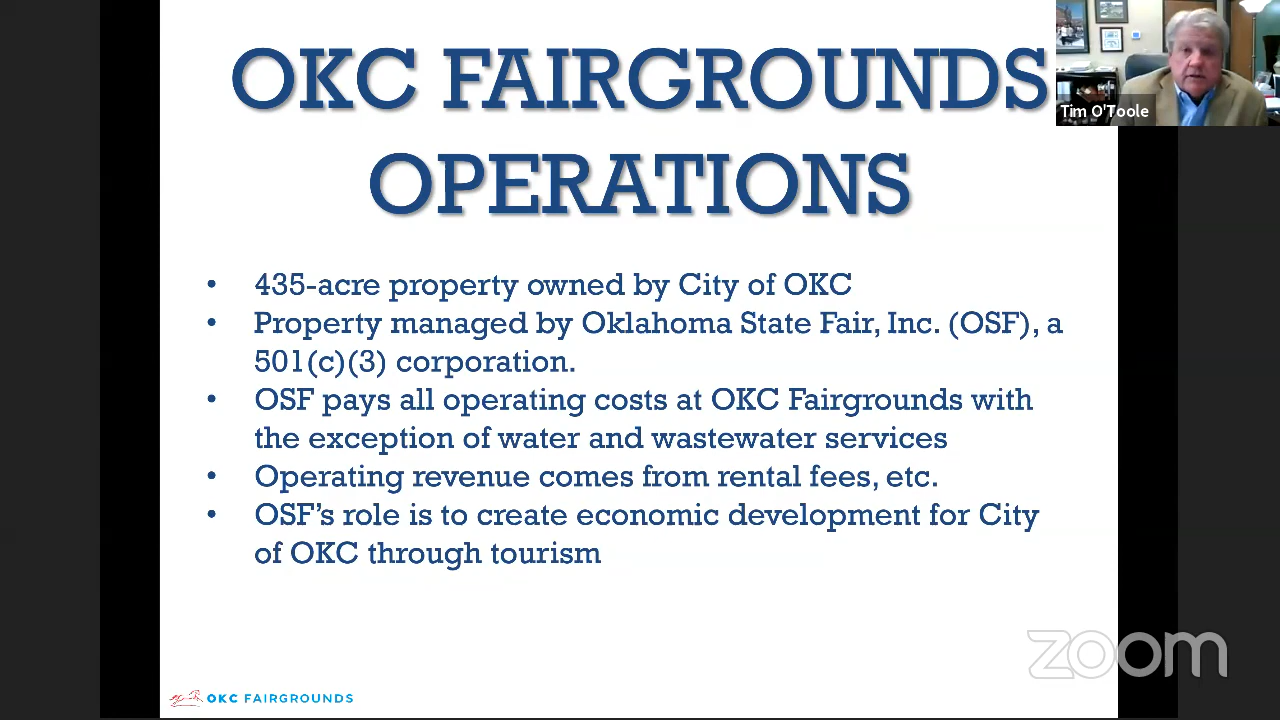 OKC FAIRGROUNDS
OPERATIONS
Tim O'Toole
• 435-acre property owned by City of OKC
• Property managed by Oklahoma State Fair, Inc. (OSF), a
501(c)(3) corporation.
• OSF pays all operating costs at OKC Fairgrounds with
the exception of water and wastewater services
• Operating revenue comes from rental fees, etc.
• OSF’s role is to create economic development for City
of OKC through tourism
zoom
OKC FAIRGROUNDS